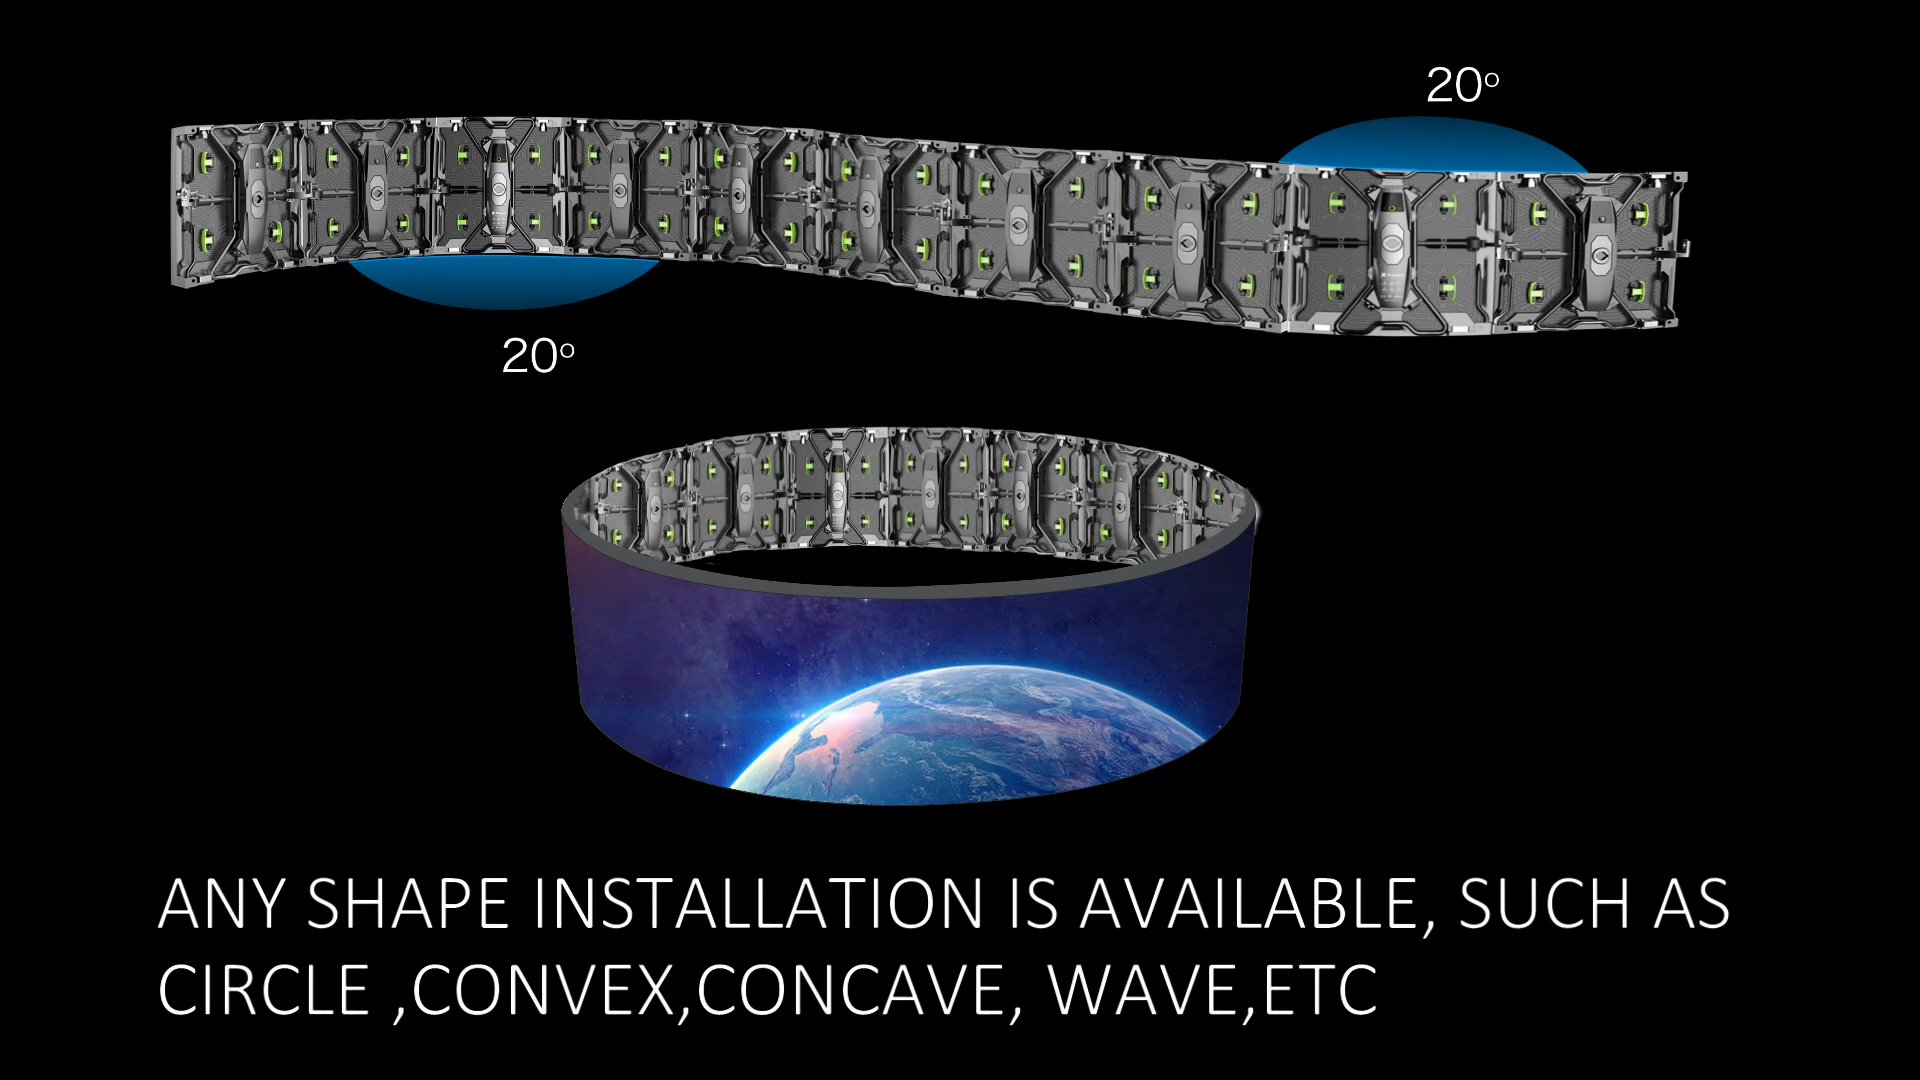 20°
20°
ANY SHAPE INSTALLATION IS AVAILABLE, SUCH AS
CIRCLE ,CONVEX,CONCAVE, WAVE,ETC